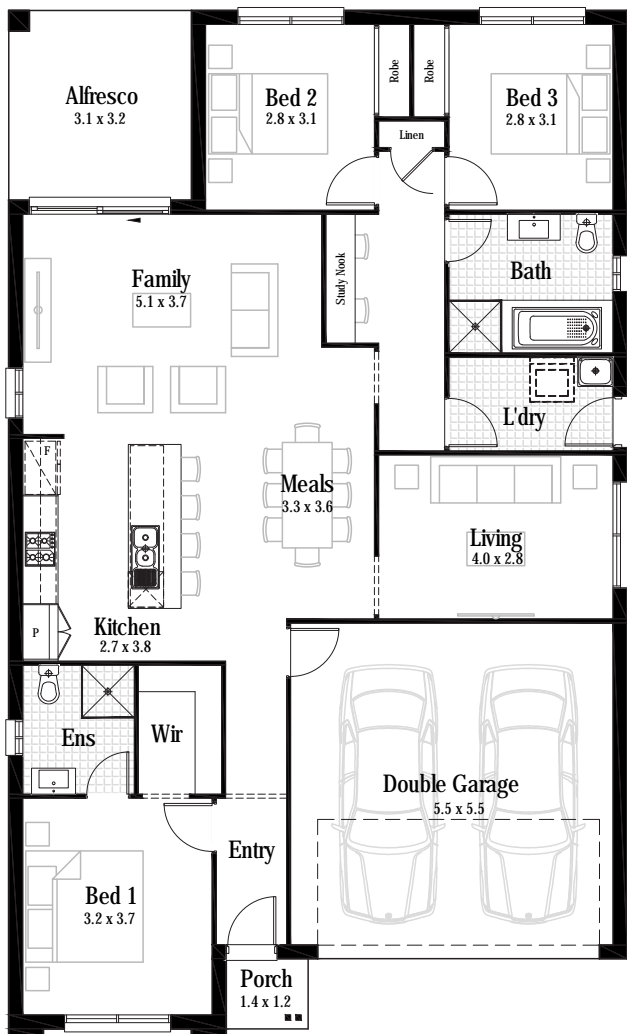 Alfresco
3.1 x 3.2
Bed 2
2.8 x 3.1
Robe
Robe
Bed 3
2.8 x 3.1
Linen
Family
5.1 x 3.7
Study Nook
Bath
L'dry
F
Meals
3.3 x 3.6
Living
4.0 x 2.8
P
Kitchen
2.7 x 3.8
Ens
Wir
Double Garage
5.5 x 5.5
Entry
Bed 1
3.2 x 3.7
Porch
1.4 x 1.2